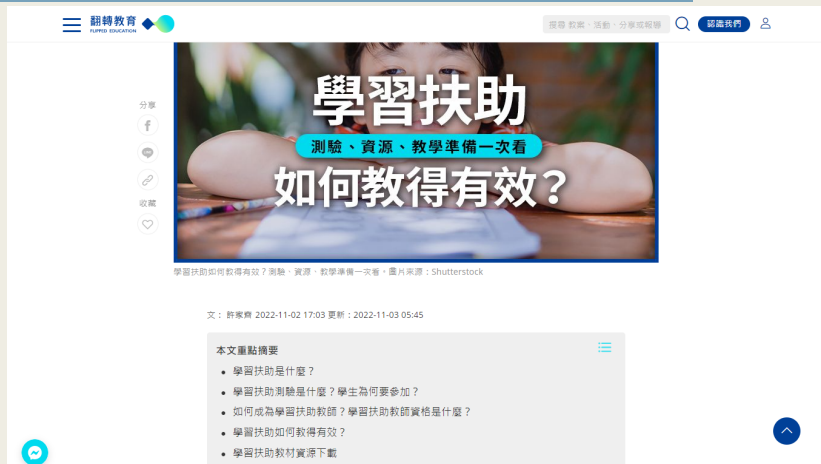 翻轉教育
FLIPPED EDUCATION
搜尋 教案、活動、分享或報導
認識我們
分享
收藏
學習扶助
測驗、資源、教學準備一次看
如何教得有效？
學習扶助如何教得有效？測驗、資源、教學準備一次看。圖片來源：Shutterstock
文： 許家齊 2022-11-02 17:03 更新：2022-11-03 05:45
本文重點摘要
學習扶助是什麼？
學習扶助測驗是什麼？學生為何要參加？
如何成為學習扶助教師？學習扶助教師資格是什麼？
學習扶助如何教得有效？
學習扶助教材資源下載